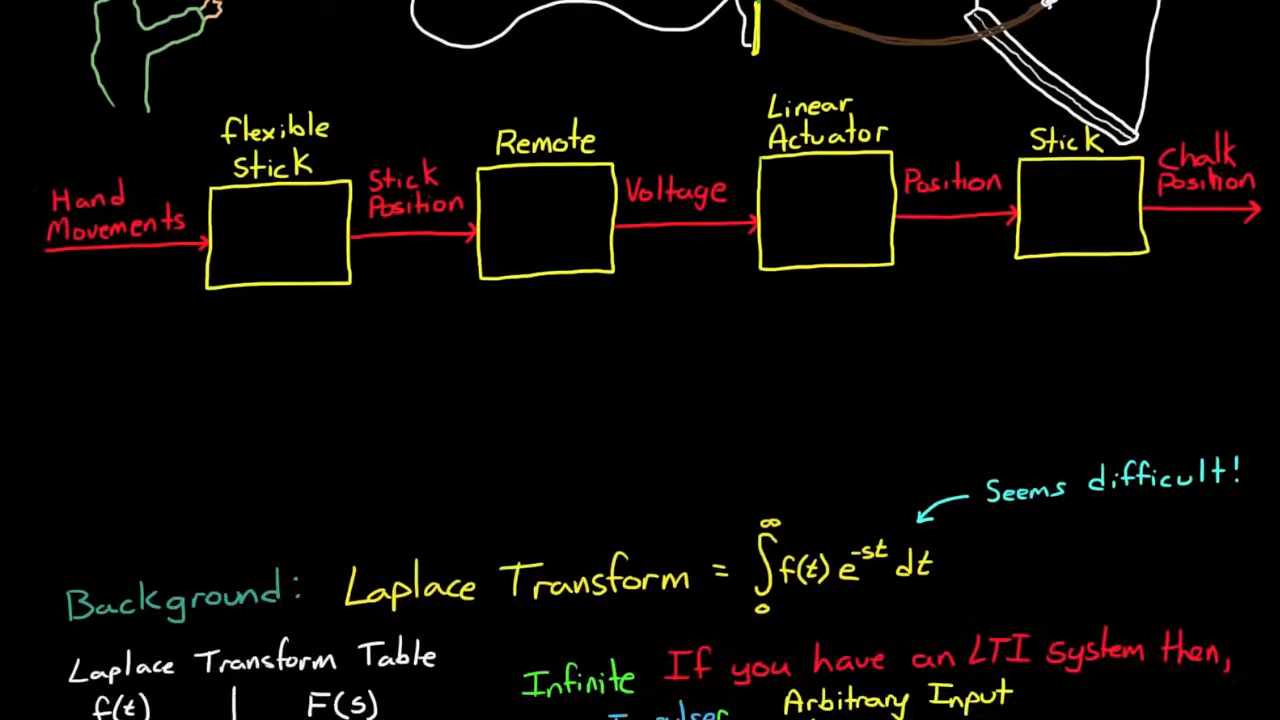 flexible
Stick
Remote
Linear
Actuator
Stick
Hand
Movements
Stick
Position
Voltage
Position
Chalk
Position
Seems difficult!
Background: Laplace Transform = ∫₀^∞ f(t) e^-st dt
Laplace Transform Table
f(t) | F(s)
Infinite
Impulses
If you have an LTI system then,
Arbitrary Input